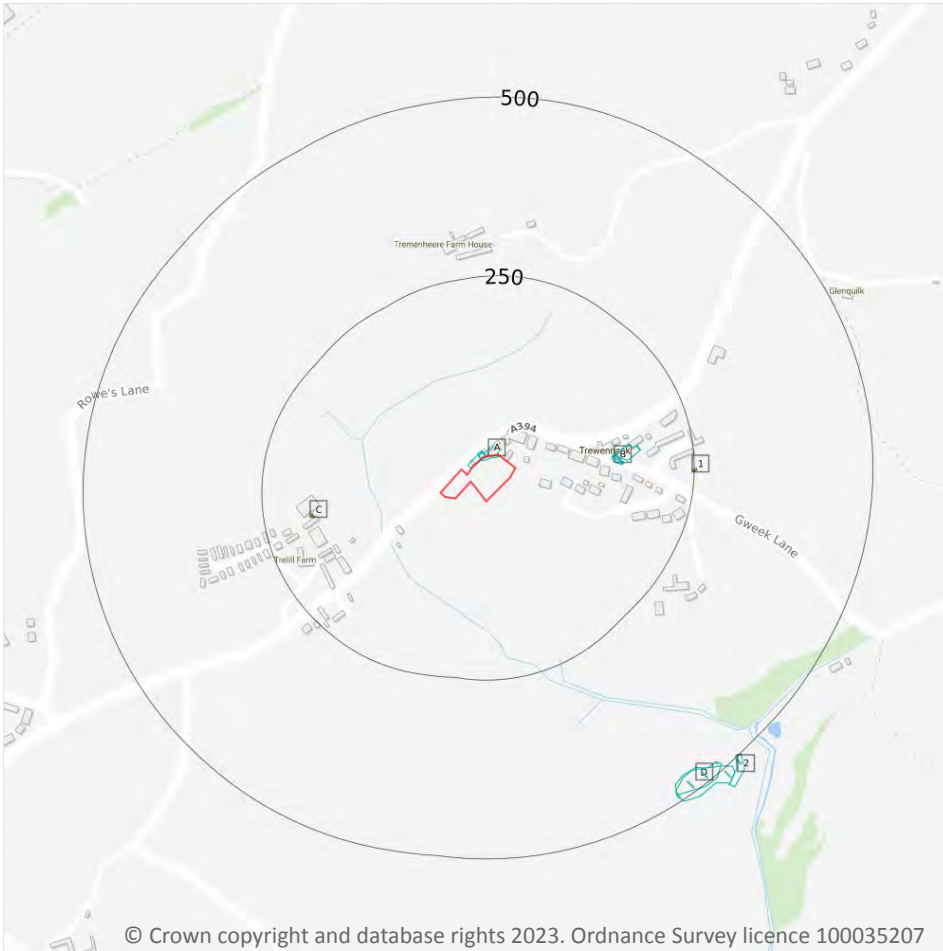 500
Tremenheere Farm House
250
Glenquilk
Rowe's Lane
A394
A
Trewennack
B
1
C
Gweek Lane
Trelill Farm
D
2
© Crown copyright and database rights 2023. Ordnance Survey licence 100035207